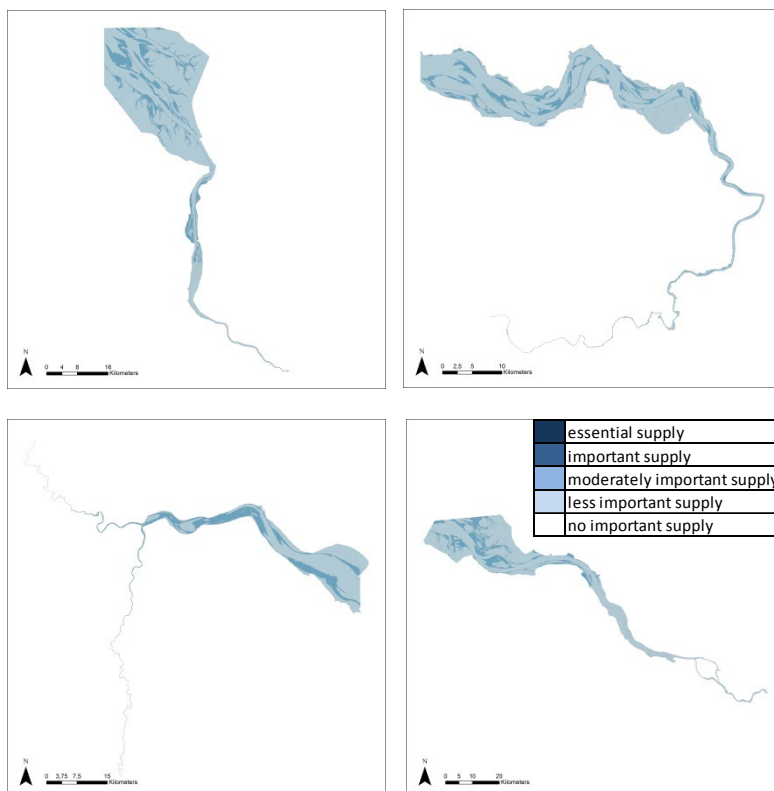 N
0 4 8 16
Kilometers
N
0 2,5 5 10
Kilometers
N
0 3,75 7,5 15
Kilometers
essential supply
important supply
moderately important supply
less important supply
no important supply
N
0 5 10 20
Kilometers